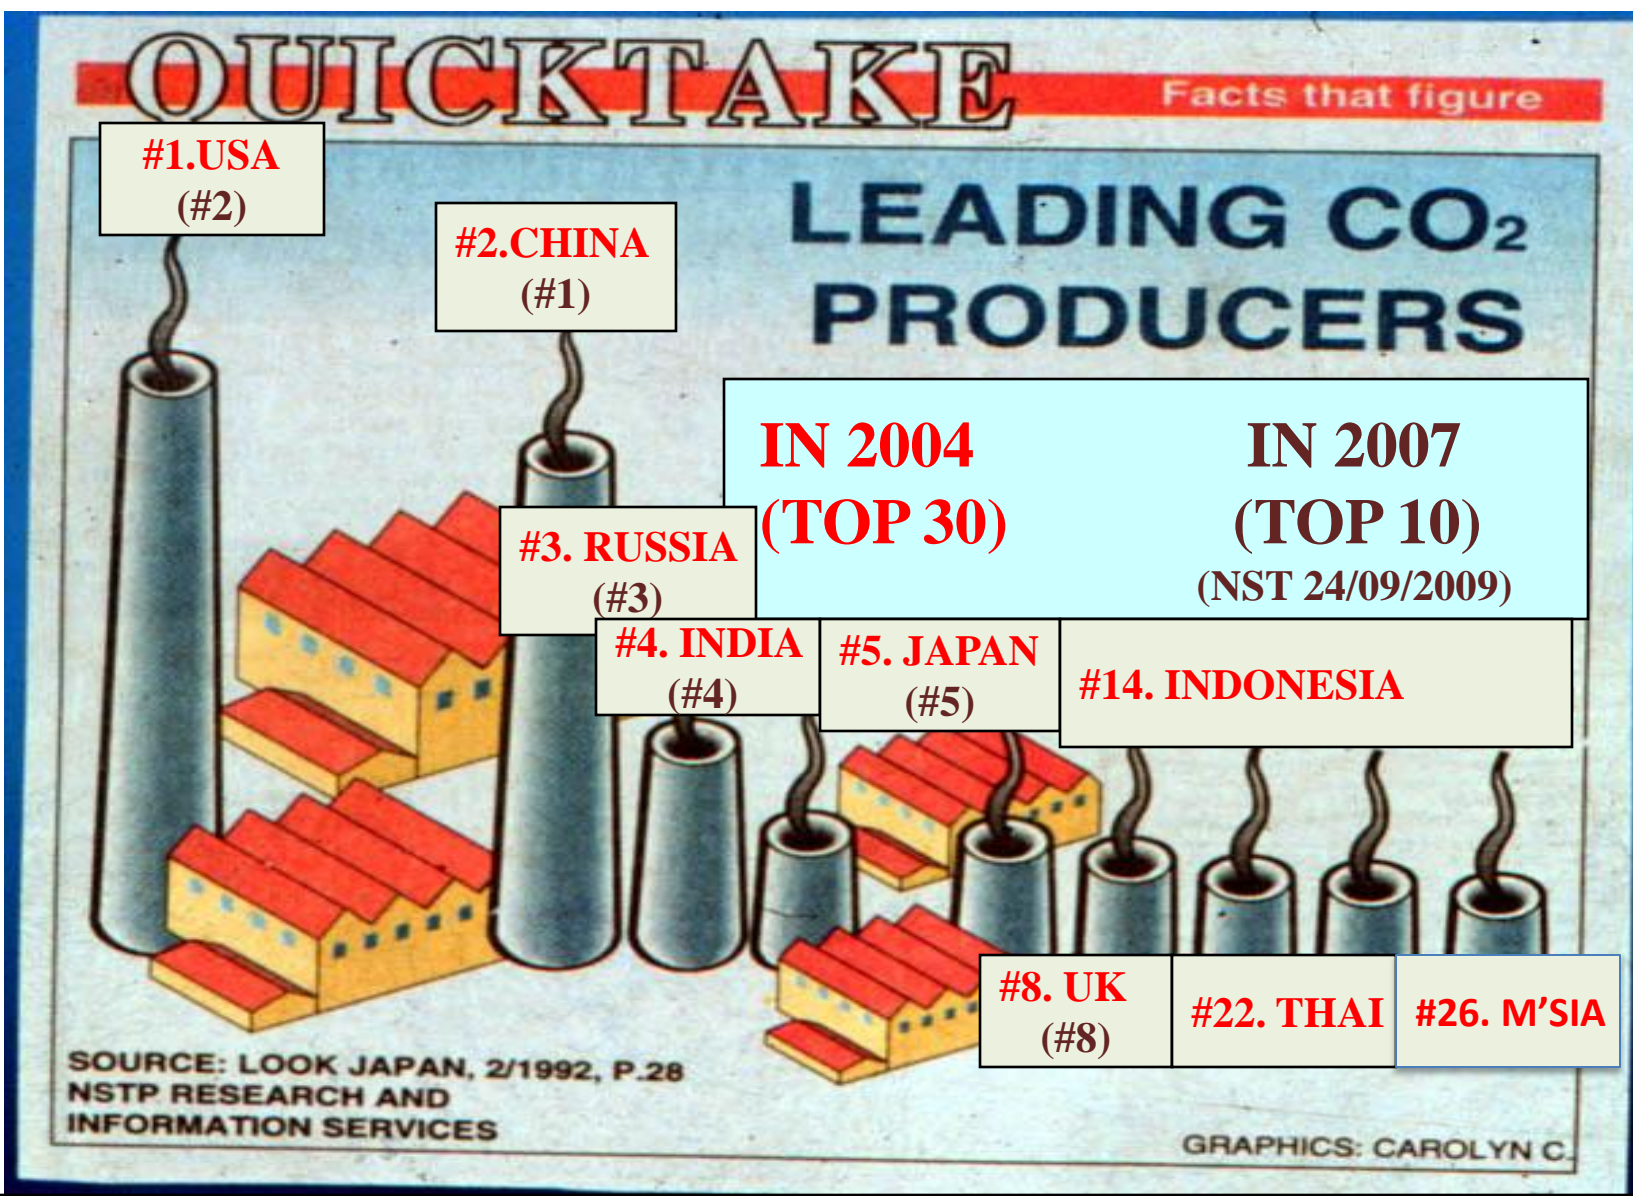 QUICKTAKE
Facts that figure
#1.USA
(#2)
#2.CHINA
(#1)
LEADING CO₂
PRODUCERS
IN 2004
(TOP 30)
IN 2007
(TOP 10)
(NST 24/09/2009)
#3. RUSSIA
(#3)
#4. INDIA
(#4)
#5. JAPAN
(#5)
#14. INDONESIA
#8. UK
(#8)
#22. THAI
#26. M'SIA
SOURCE: LOOK JAPAN, 2/1992, P.28
NSTP RESEARCH AND
INFORMATION SERVICES
GRAPHICS: CAROLYN C.